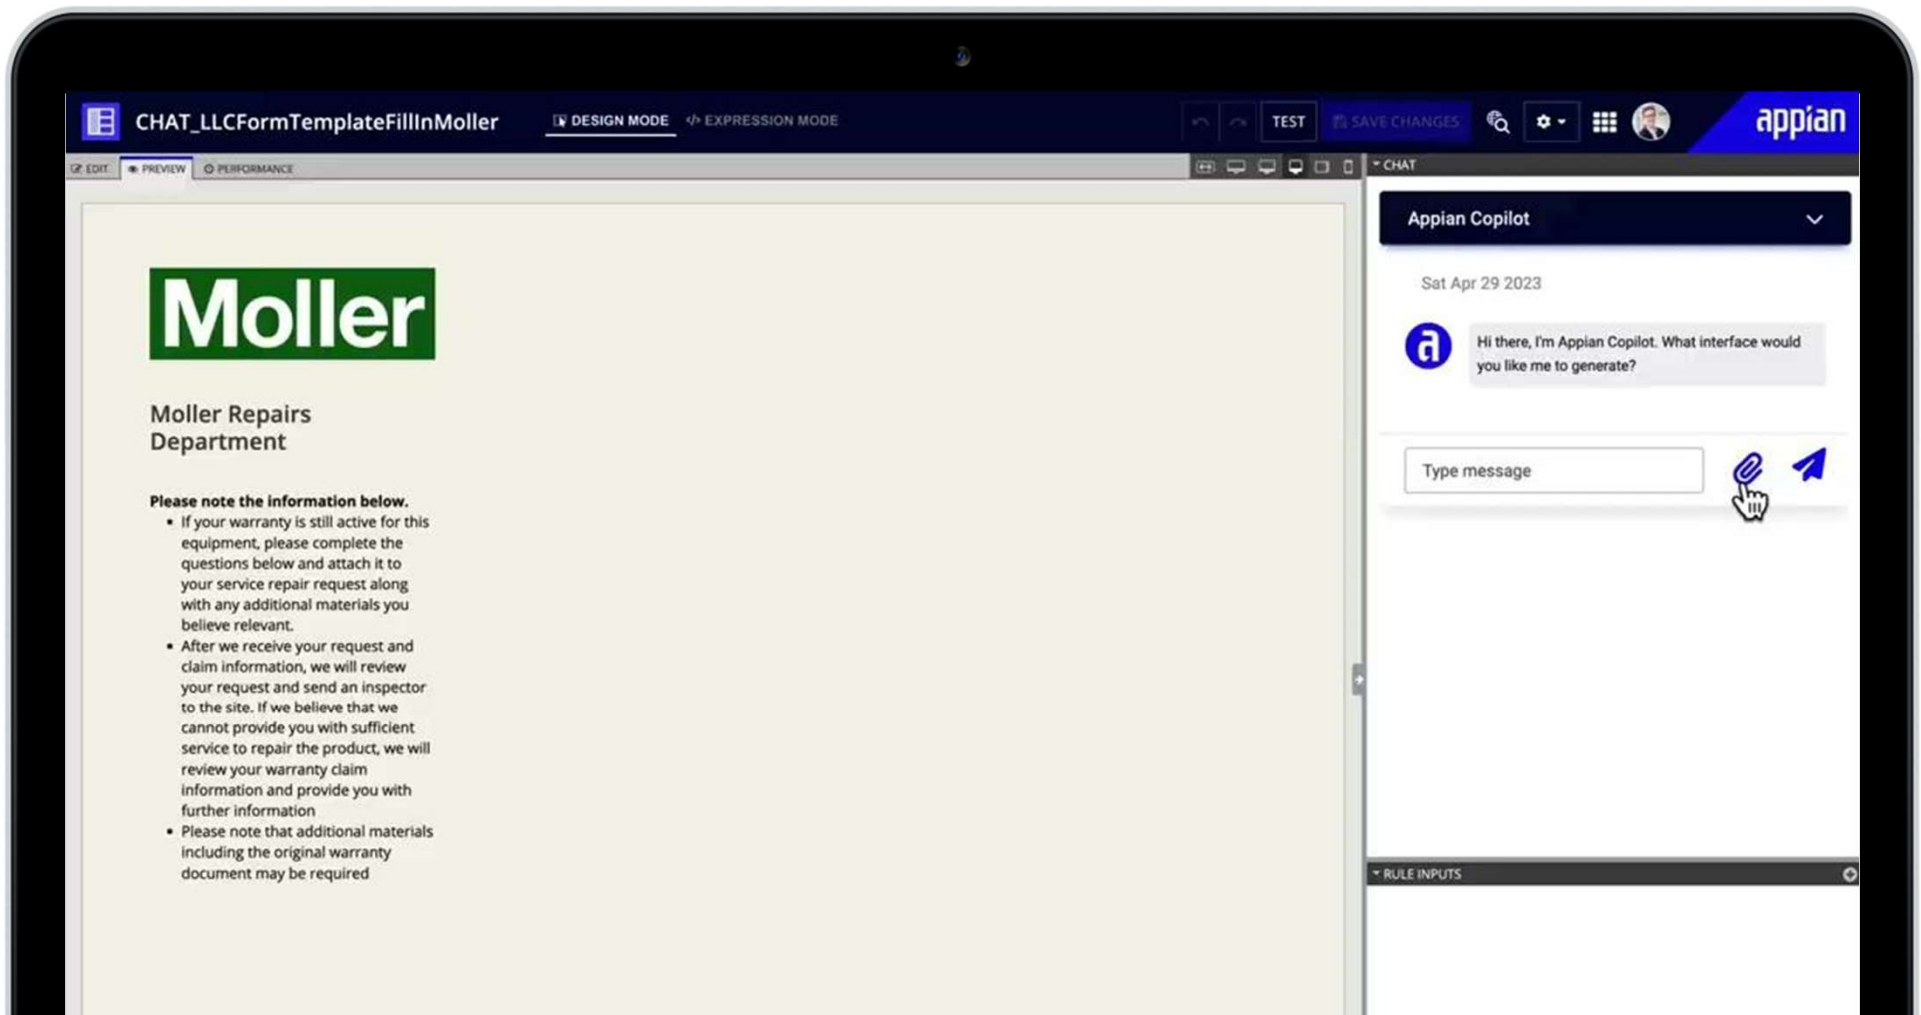 CHAT_LLCFormTemplateFillInMoller
DESIGN MODE
</> EXPRESSION MODE
TEST
SAVE CHANGES
appian
EDIT
PREVIEW
PERFORMANCE
CHAT
Moller
Moller Repairs
Department
Please note the information below.
▪ If your warranty is still active for this
equipment, please complete the
questions below and attach it to
your service repair request along
with any additional materials you
believe relevant.
▪ After we receive your request and
claim information, we will review
your request and send an inspector
to the site. If we believe that we
cannot provide you with sufficient
service to repair the product, we will
review your warranty claim
information and provide you with
further information
▪ Please note that additional materials
including the original warranty
document may be required
Appian Copilot
Sat Apr 29 2023
a
Hi there, I'm Appian Copilot. What interface would
you like me to generate?
Type message
RULE INPUTS